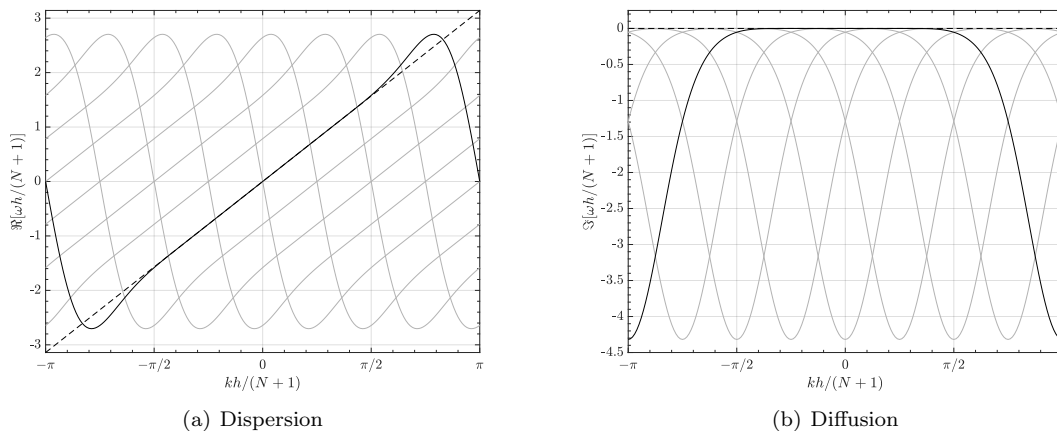 3
2
1
0
-1
-2
-3
ℜ[ωh/(N + 1)]
−π
−π/2
0
π/2
π
kh/(N + 1)
(a) Dispersion
0
-0.5
-1
-1.5
-2
-2.5
-3
-3.5
-4
-4.5
ℑ[ωh/(N + 1)]
−π
−π/2
0
π/2
kh/(N + 1)
(b) Diffusion